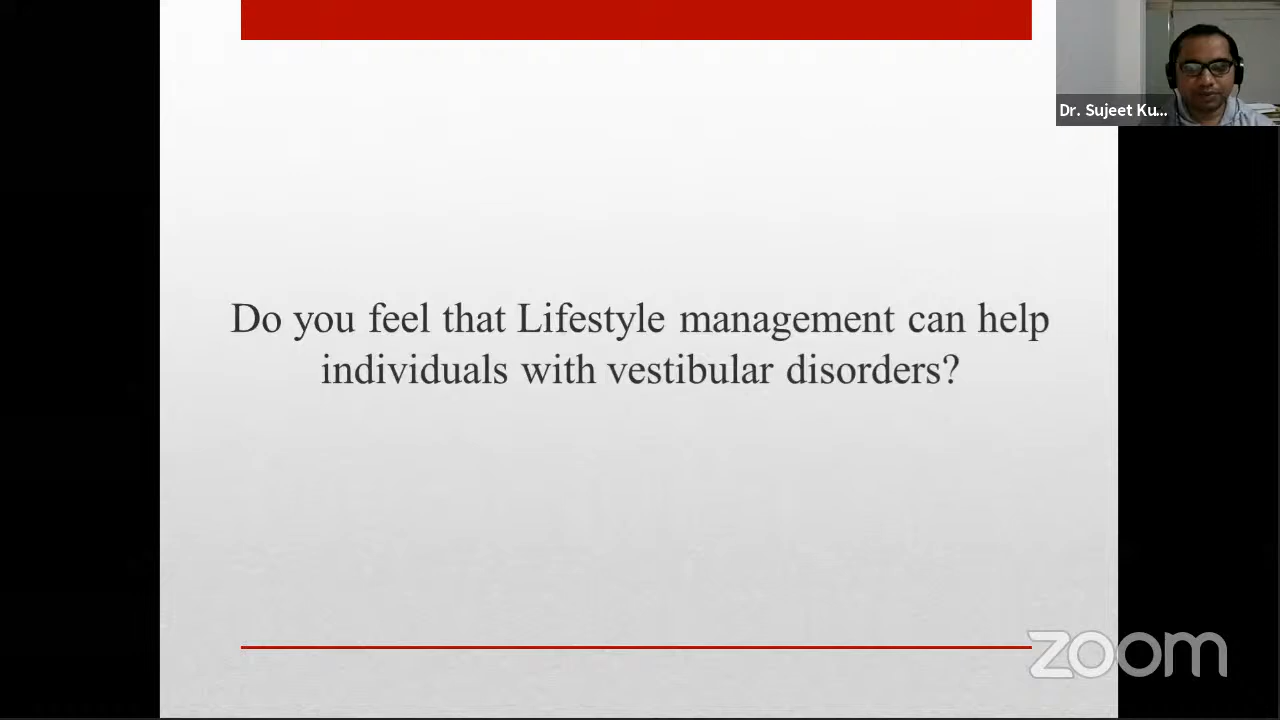 Dr. Sujeet Ku...
Do you feel that Lifestyle management can help
individuals with vestibular disorders?
zoom